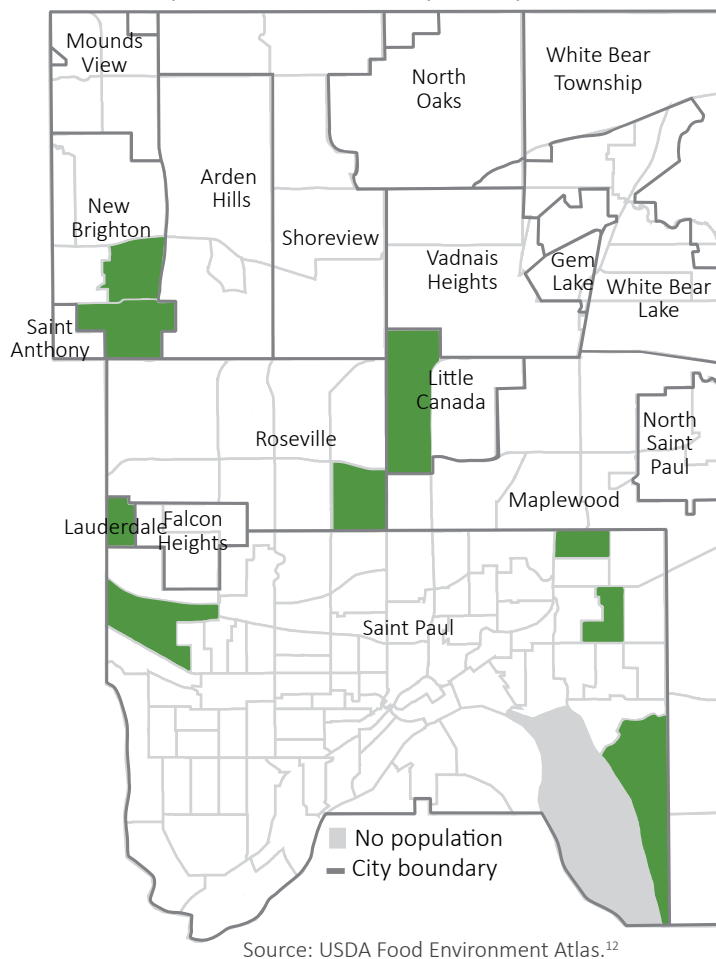 Mounds
View
North
Oaks
White Bear
Township
Arden
Hills
New
Brighton
Shoreview
Vadnais
Heights
Gem
Lake
White Bear
Lake
Saint
Anthony
Little
Canada
Roseville
North
Saint
Paul
Maplewood
Lauderdale
Falcon
Heights
Saint Paul
No population
City boundary
Source: USDA Food Environment Atlas.¹²